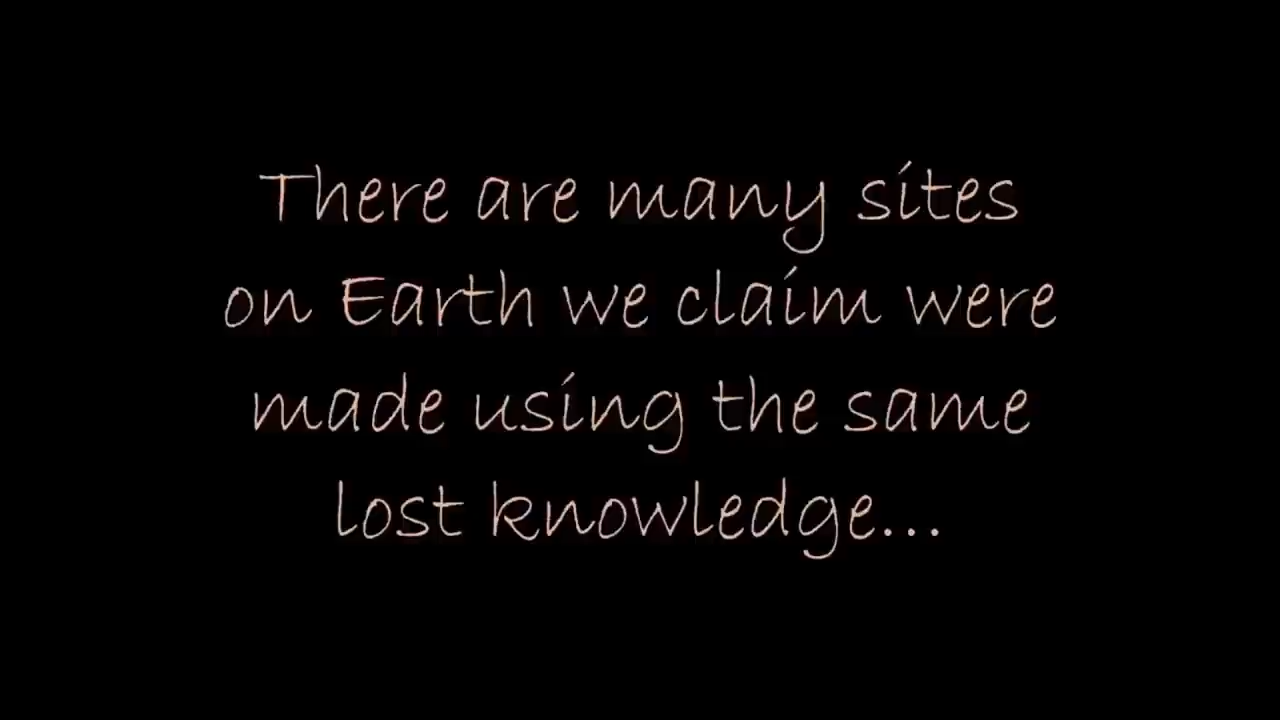 There are many sites
on Earth we claim were
made using the same
lost knowledge...